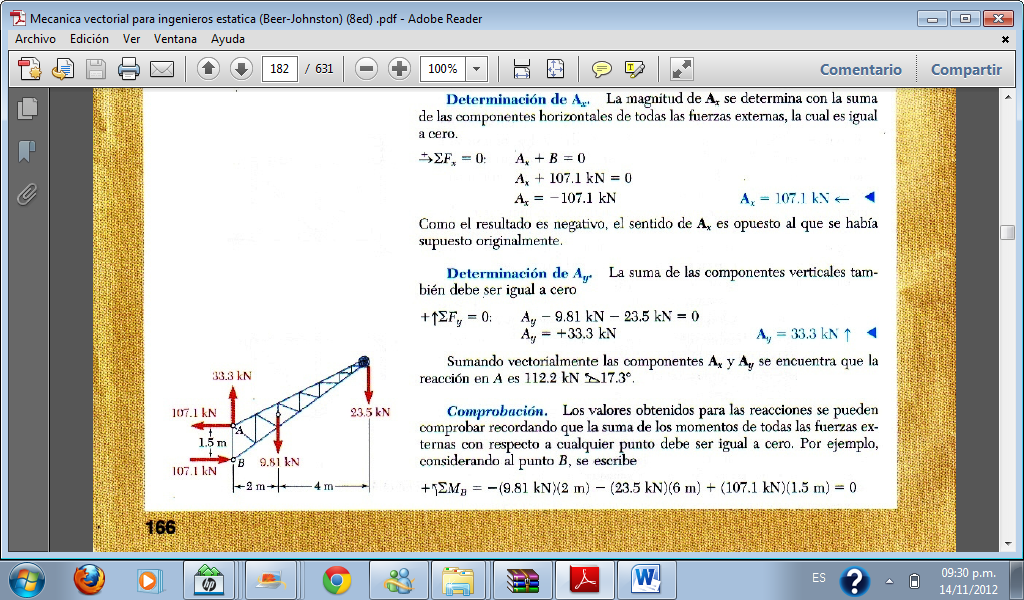 Mecanica vectorial para ingenieros estatica (Beer-Johnston) (8ed) .pdf - Adobe Reader
Archivo Edición Ver Ventana Ayuda
182 / 631 100% Comentario Compartir
Determinación de Aₓ. La magnitud de Aₓ se determina con la suma
de las componentes horizontales de todas las fuerzas externas, la cual es igual
a cero.
+→ΣFₓ = 0: Aₓ + B = 0
Aₓ + 107.1 kN = 0
Aₓ = −107.1 kN Aₓ = 107.1 kN ← ◀
Como el resultado es negativo, el sentido de Aₓ es opuesto al que se había
supuesto originalmente.
Determinación de Aᵧ. La suma de las componentes verticales tam-
bién debe ser igual a cero
+↑ΣFᵧ = 0: Aᵧ − 9.81 kN − 23.5 kN = 0
Aᵧ = +33.3 kN Aᵧ = 33.3 kN ↑ ◀
Sumando vectorialmente las componentes Aₓ y Aᵧ se encuentra que la
reacción en A es 112.2 kN ⦣17.3°.
Comprobación. Los valores obtenidos para las reacciones se pueden
comprobar recordando que la suma de los momentos de todas las fuerzas ex-
ternas con respecto a cualquier punto debe ser igual a cero. Por ejemplo,
considerando al punto B, se escribe
+↰ΣM_B = −(9.81 kN)(2 m) − (23.5 kN)(6 m) + (107.1 kN)(1.5 m) = 0
33.3 kN
107.1 kN
23.5 kN
A
1.5 m
B
107.1 kN
9.81 kN
2 m
4 m
166
hp
ES
09:30 p.m.
14/11/2012